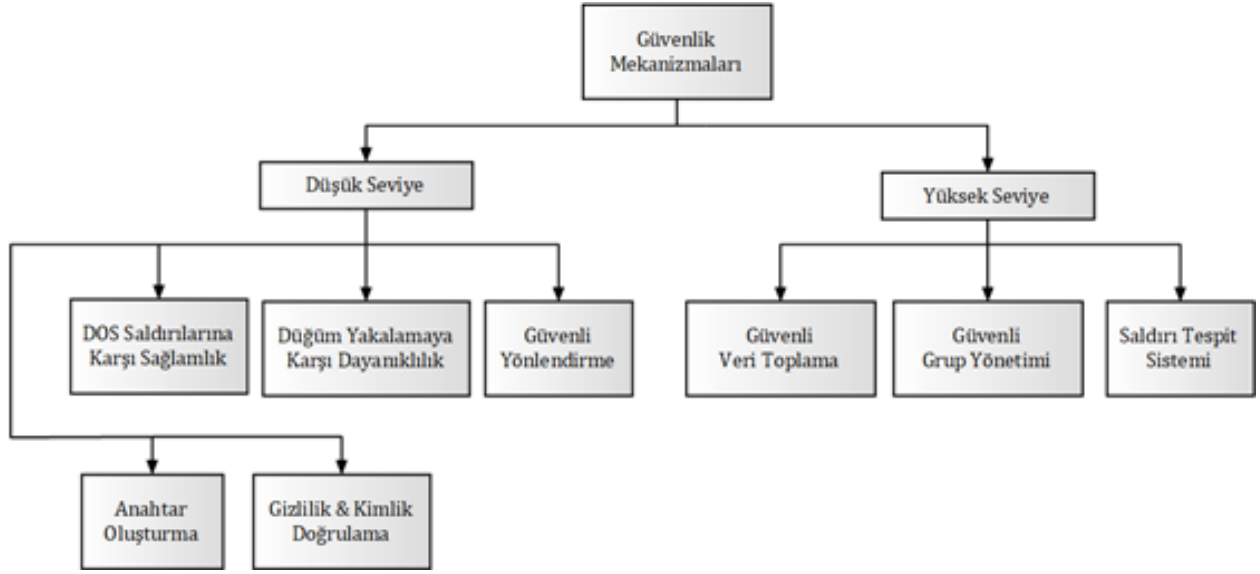 Güvenlik
Mekanizmaları
Düşük Seviye
Yüksek Seviye
DOS Saldırılarına
Karşı Sağlamlık
Düğüm Yakalamaya
Karşı Dayanıklılık
Güvenli
Yönlendirme
Güvenli
Veri Toplama
Güvenli
Grup Yönetimi
Saldırı Tespit
Sistemi
Anahtar
Oluşturma
Gizlilik & Kimlik
Doğrulama